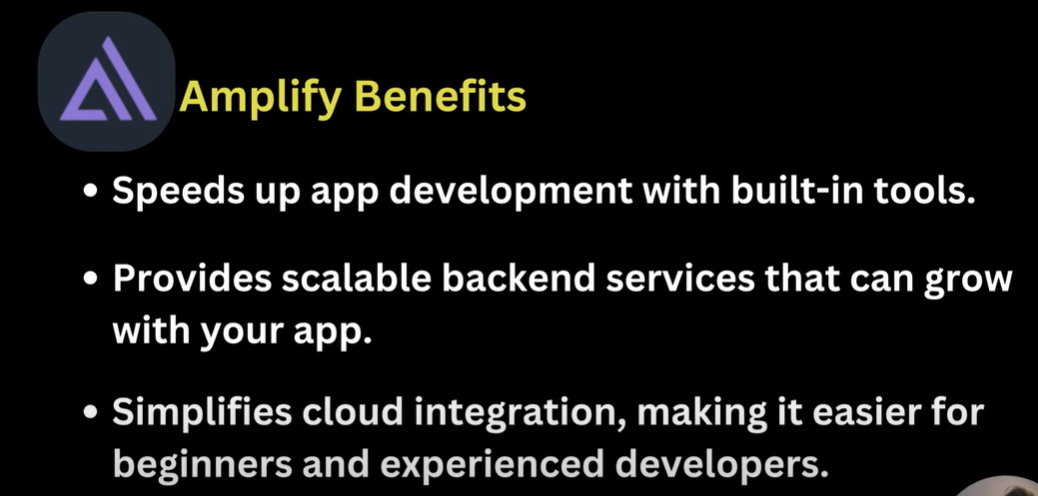 Amplify Benefits
• Speeds up app development with built-in tools.
• Provides scalable backend services that can grow
with your app.
• Simplifies cloud integration, making it easier for
beginners and experienced developers.